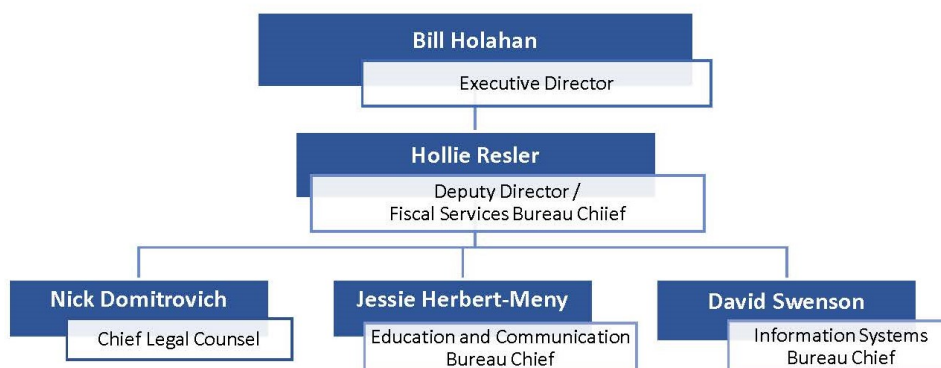 Bill Holahan
Executive Director
Hollie Resler
Deputy Director /
Fiscal Services Bureau Chiief
Nick Domitrovich
Chief Legal Counsel
Jessie Herbert-Meny
Education and Communication
Bureau Chief
David Swenson
Information Systems
Bureau Chief